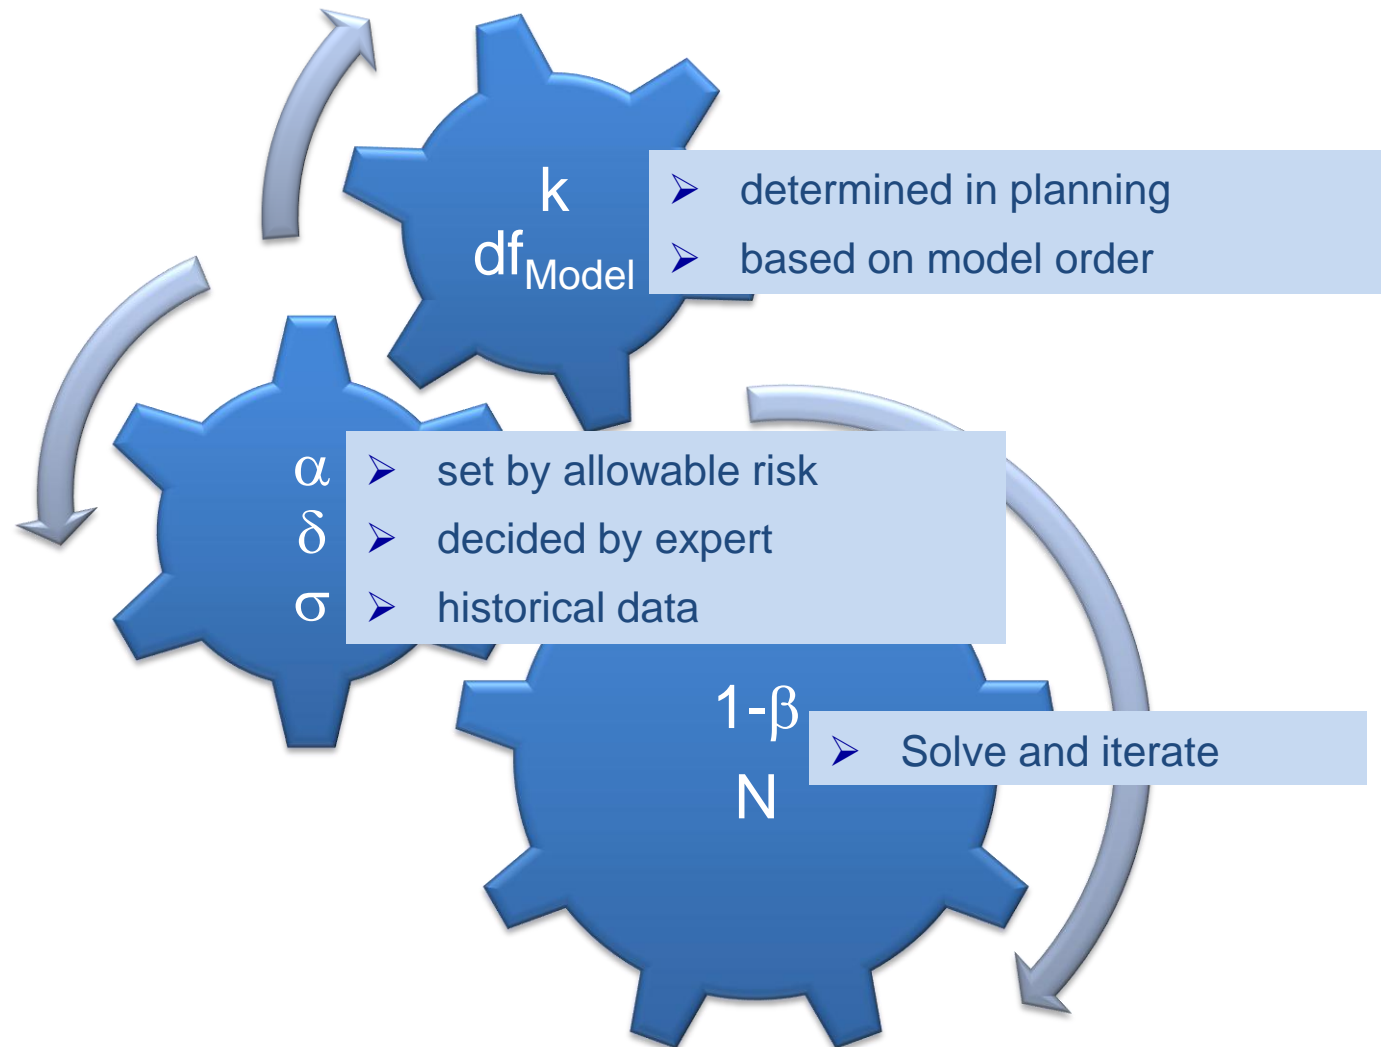 k
➢ determined in planning
df_Model
➢ based on model order
α ➢ set by allowable risk
δ ➢ decided by expert
σ ➢ historical data
1-β
➢ Solve and iterate
N